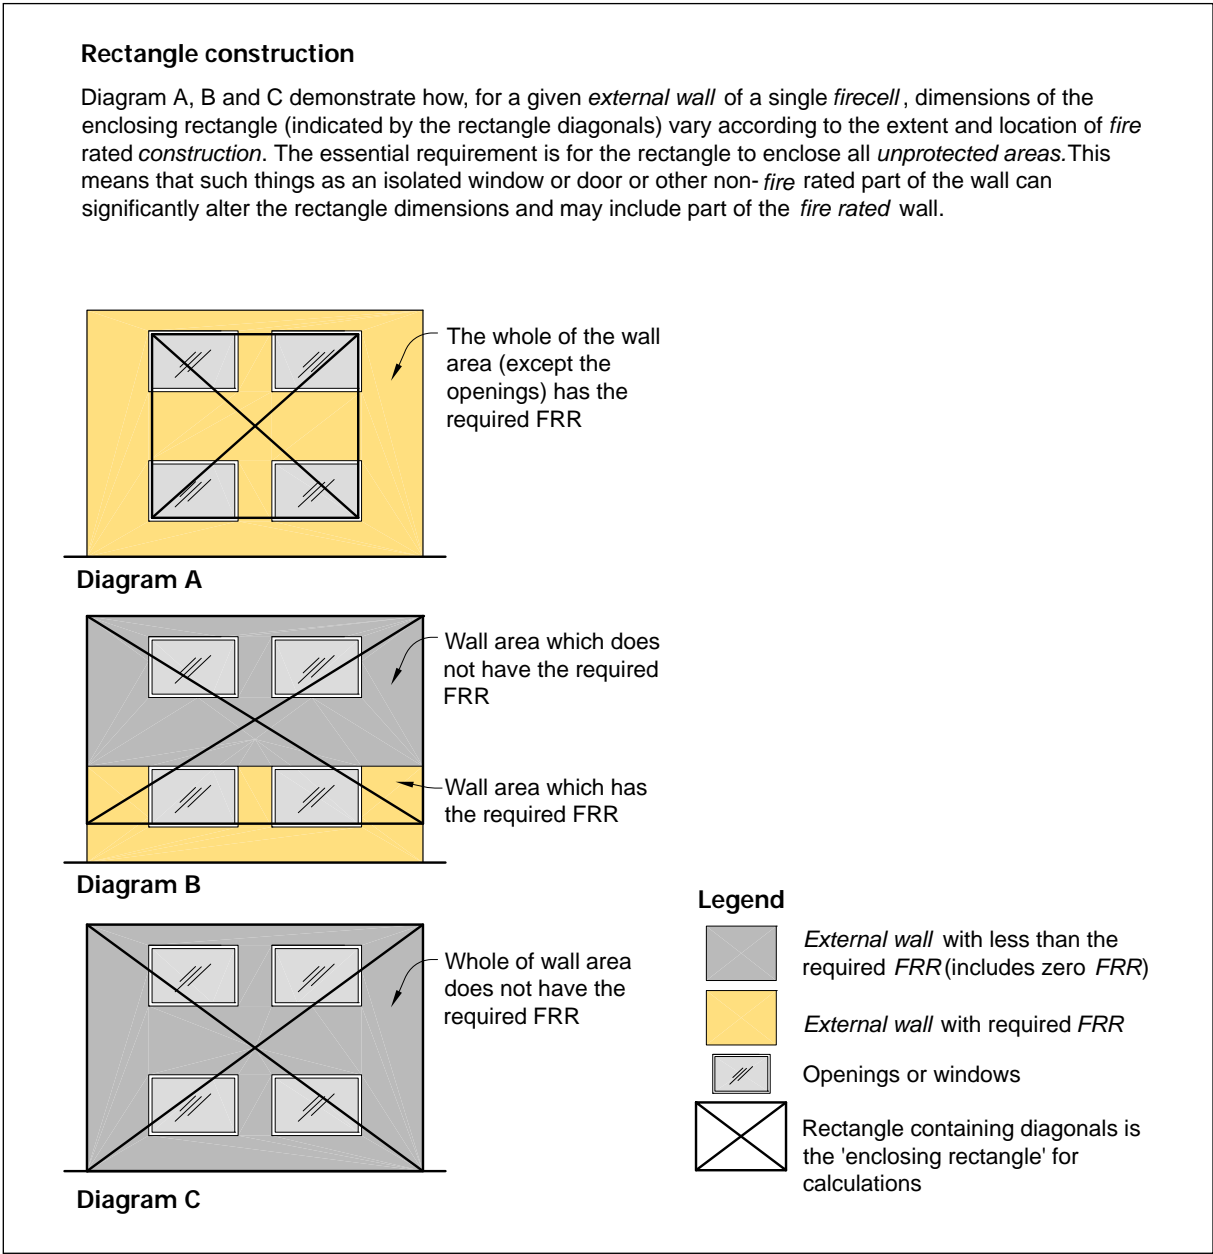 Rectangle construction
Diagram A, B and C demonstrate how, for a given external wall of a single firecell, dimensions of the
enclosing rectangle (indicated by the rectangle diagonals) vary according to the extent and location of fire
rated construction. The essential requirement is for the rectangle to enclose all unprotected areas.This
means that such things as an isolated window or door or other non-fire rated part of the wall can
significantly alter the rectangle dimensions and may include part of the fire rated wall.
The whole of the wall
area (except the
openings) has the
required FRR
Diagram A
Wall area which does
not have the required
FRR
Wall area which has
the required FRR
Diagram B
Whole of wall area
does not have the
required FRR
Diagram C
Legend
External wall with less than the
required FRR (includes zero FRR)
External wall with required FRR
Openings or windows
Rectangle containing diagonals is
the 'enclosing rectangle' for
calculations